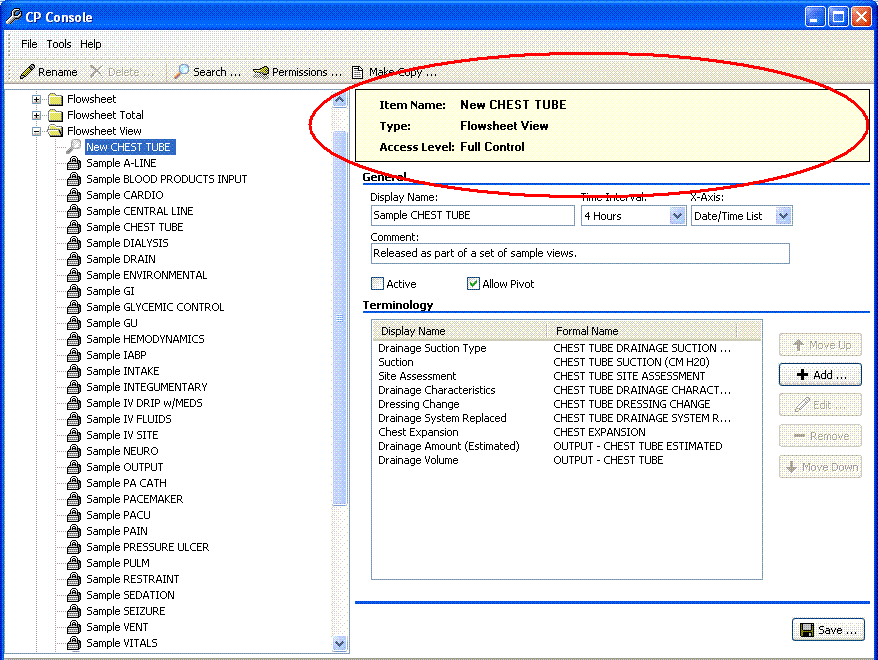 CP Console
File Tools Help
Rename Delete ... Search ... Permissions ... Make Copy ...
Flowsheet
Flowsheet Total
Flowsheet View
New CHEST TUBE
Sample A-LINE
Sample BLOOD PRODUCTS INPUT
Sample CARDIO
Sample CENTRAL LINE
Sample CHEST TUBE
Sample DIALYSIS
Sample DRAIN
Sample ENVIRONMENTAL
Sample GI
Sample GLYCEMIC CONTROL
Sample GU
Sample HEMODYNAMICS
Sample IABP
Sample INTAKE
Sample INTEGUMENTARY
Sample IV DRIP w/MEDS
Sample IV FLUIDS
Sample IV SITE
Sample NEURO
Sample OUTPUT
Sample PA CATH
Sample PACEMAKER
Sample PACU
Sample PAIN
Sample PRESSURE ULCER
Sample PULM
Sample RESTRAINT
Sample SEDATION
Sample SEIZURE
Sample VENT
Sample VITALS
Item Name: New CHEST TUBE
Type: Flowsheet View
Access Level: Full Control
General
Display Name: Time Interval: X-Axis:
Sample CHEST TUBE 4 Hours Date/Time List
Comment:
Released as part of a set of sample views.
Active Allow Pivot
Terminology
Display Name Formal Name
Drainage Suction Type CHEST TUBE DRAINAGE SUCTION ...
Suction CHEST TUBE SUCTION (CM H20)
Site Assessment CHEST TUBE SITE ASSESSMENT
Drainage Characteristics CHEST TUBE DRAINAGE CHARACT...
Dressing Change CHEST TUBE DRESSING CHANGE
Drainage System Replaced CHEST TUBE DRAINAGE SYSTEM R...
Chest Expansion CHEST EXPANSION
Drainage Amount (Estimated) OUTPUT - CHEST TUBE ESTIMATED
Drainage Volume OUTPUT - CHEST TUBE
Move Up
Add ...
Edit ...
Remove
Move Down
Save ...